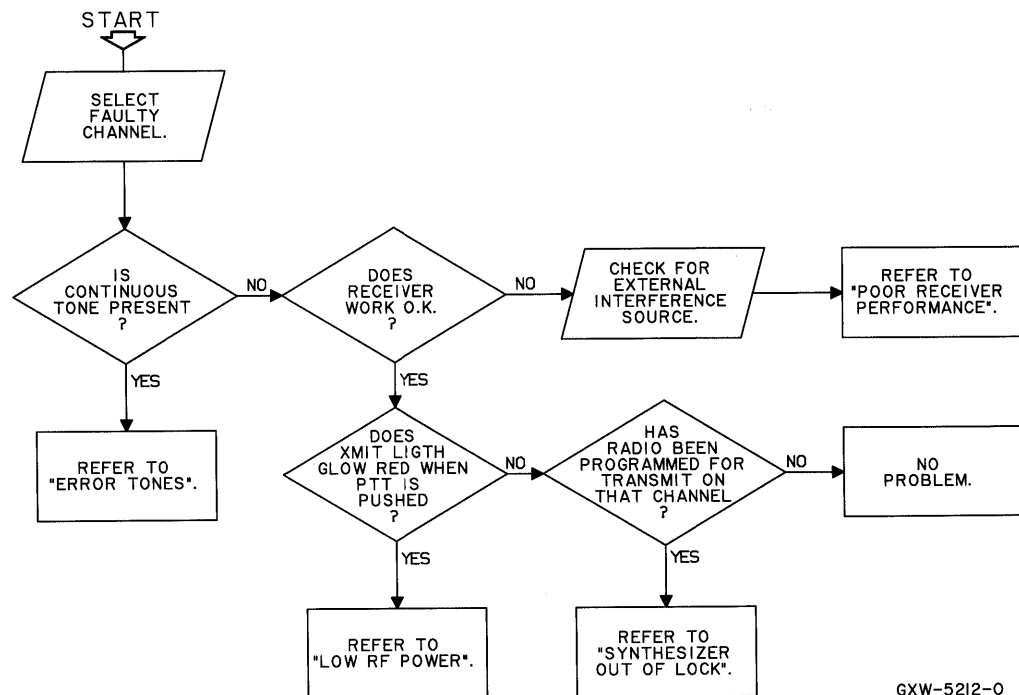 START
SELECT
FAULTY
CHANNEL.
IS
CONTINUOUS
TONE PRESENT
?
NO
DOES
RECEIVER
WORK O.K.
?
NO
CHECK FOR
EXTERNAL
INTERFERENCE
SOURCE.
REFER TO
"POOR RECEIVER
PERFORMANCE".
YES
REFER TO
"ERROR TONES".
YES
DOES
XMIT LIGTH
GLOW RED WHEN
PTT IS
PUSHED
?
NO
HAS
RADIO BEEN
PROGRAMMED FOR
TRANSMIT ON
THAT CHANNEL
?
NO
NO
PROBLEM.
YES
REFER TO
"LOW RF POWER".
YES
REFER TO
"SYNTHESIZER
OUT OF LOCK".
GXW-5212-O